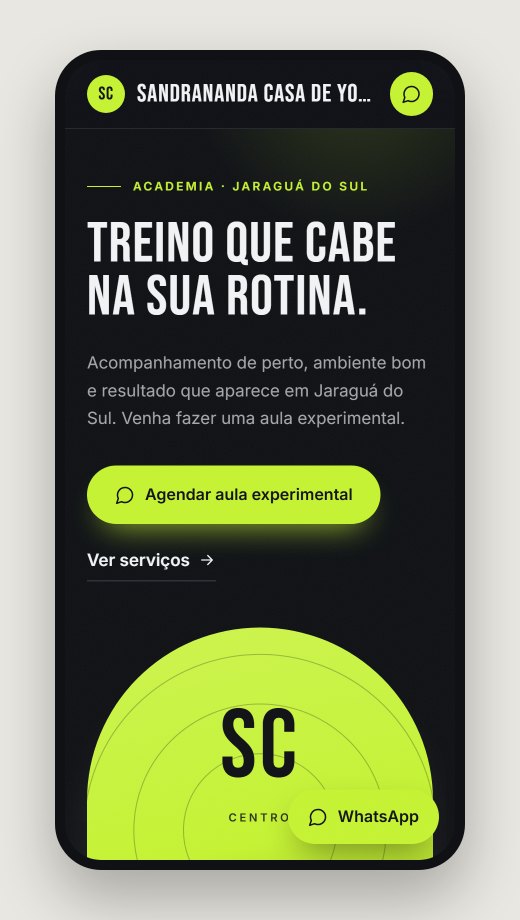 SC
SANDRANANDA CASA DE YO...
ACADEMIA · JARAGUÁ DO SUL
TREINO QUE CABE
NA SUA ROTINA.
Acompanhamento de perto, ambiente bom
e resultado que aparece em Jaraguá do
Sul. Venha fazer uma aula experimental.
Agendar aula experimental
Ver serviços →
SC
CENTRO
WhatsApp